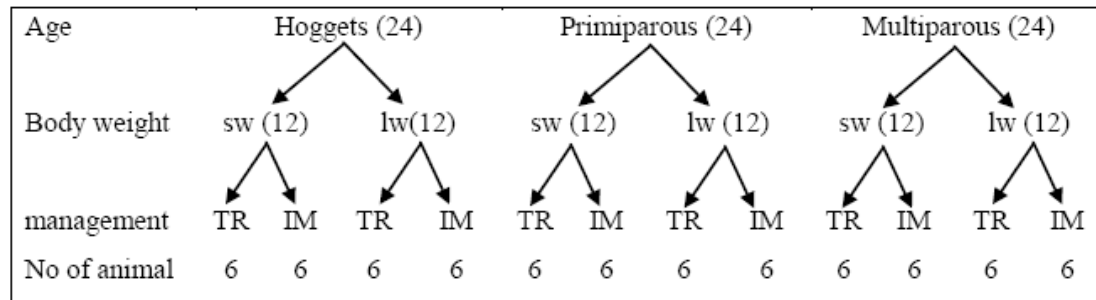 Age Hoggets (24) Primiparous (24) Multiparous (24)
Body weight sw (12) lw(12) sw (12) lw (12) sw (12) lw (12)
management TR IM TR IM TR IM TR IM TR IM TR IM
No of animal 6 6 6 6 6 6 6 6 6 6 6 6